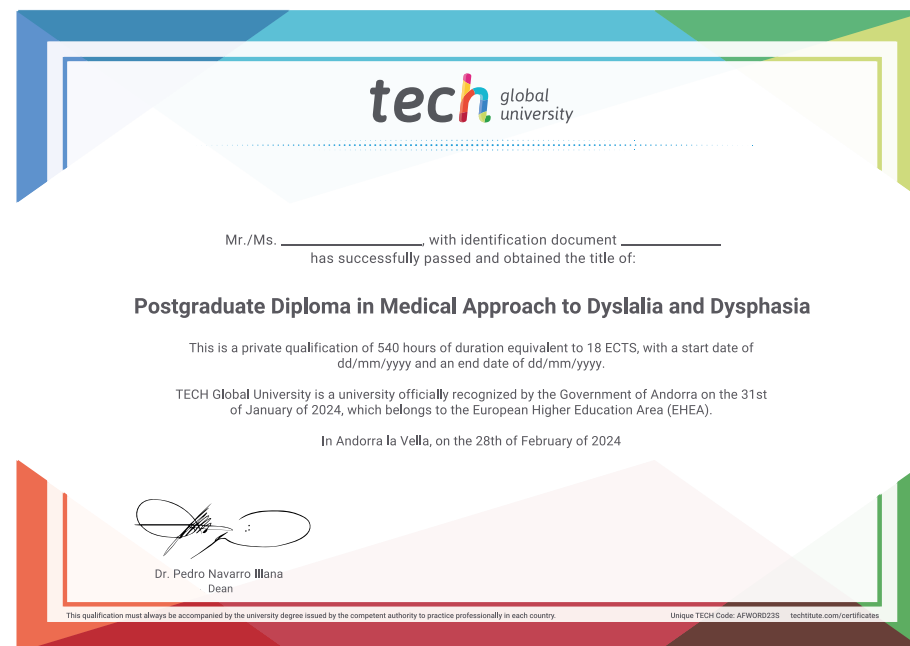 tech global university
Mr./Ms. ____________, with identification document ____________
has successfully passed and obtained the title of:
Postgraduate Diploma in Medical Approach to Dyslalia and Dysphasia
This is a private qualification of 540 hours of duration equivalent to 18 ECTS, with a start date of
dd/mm/yyyy and an end date of dd/mm/yyyy.
TECH Global University is a university officially recognized by the Government of Andorra on the 31st
of January of 2024, which belongs to the European Higher Education Area (EHEA).
In Andorra la Vella, on the 28th of February of 2024
Dr. Pedro Navarro Illana
Dean
This qualification must always be accompanied by the university degree issued by the competent authority to practice professionally in each country.
Unique TECH Code: AFWORD23S techtitute.com/certificates